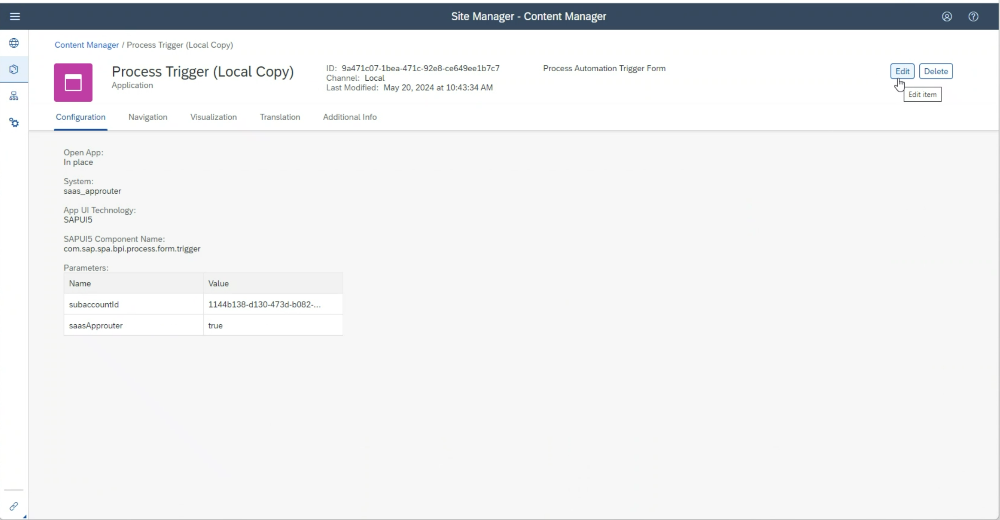 Site Manager - Content Manager
Content Manager / Process Trigger (Local Copy)
Process Trigger (Local Copy)
Application
ID: 9a471c07-1bea-471c-92e8-ce649ee1b7c7
Channel: Local
Last Modified: May 20, 2024 at 10:43:34 AM
Process Automation Trigger Form
Edit
Delete
Edit item
Configuration
Navigation
Visualization
Translation
Additional Info
Open App:
In place
System:
saas_approuter
App UI Technology:
SAPUI5
SAPUI5 Component Name:
com.sap.spa.bpi.process.form.trigger
Parameters:
Name
Value
subaccountId
1144b138-d130-473d-b082-...
saasApprouter
true